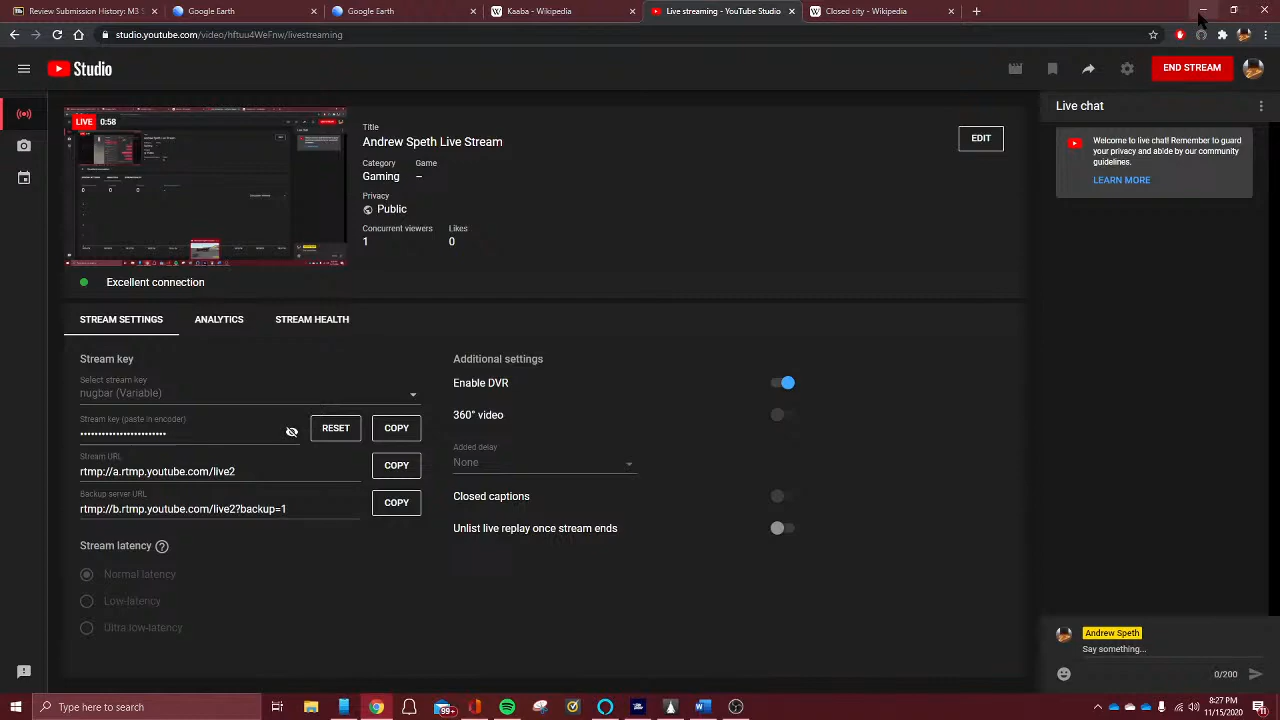 Review Submission History: M3 S
Google Earth
Google Earth
Kaaba - Wikipedia
Live streaming - YouTube Studio
Closed city - Wikipedia
studio.youtube.com/video/hftuu4WeFnw/livestreaming
Studio
END STREAM
LIVE 0:58
Title
Andrew Speth Live Stream
EDIT
Category Game
Gaming –
Privacy
Public
Concurrent viewers Likes
1 0
Excellent connection
STREAM SETTINGS ANALYTICS STREAM HEALTH
Stream key
Select stream key
nugbar (Variable)
Stream key (paste in encoder)
••••••••••••••••••••••••
RESET COPY
Stream URL
rtmp://a.rtmp.youtube.com/live2
COPY
Backup server URL
rtmp://b.rtmp.youtube.com/live2?backup=1
COPY
Stream latency
Normal latency
Low-latency
Ultra low-latency
Additional settings
Enable DVR
360° video
Added delay
None
Closed captions
Unlist live replay once stream ends
Live chat
Welcome to live chat! Remember to guard
your privacy and abide by our community
guidelines.
LEARN MORE
Andrew Speth
Say something...
0/200
Type here to search
99+
8:27 PM
11/15/2020